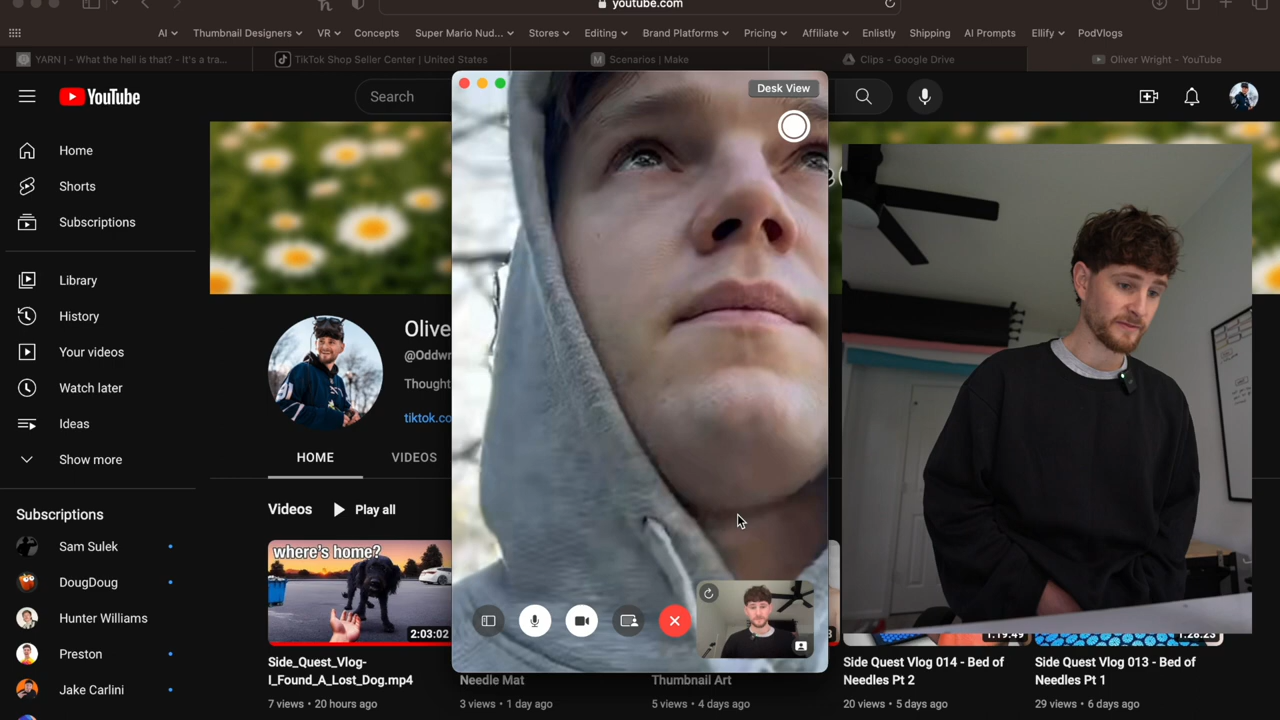 youtube.com
AI
Thumbnail Designers
VR
Concepts
Super Mario Nud...
Stores
Editing
Brand Platforms
Pricing
Affiliate
Enlistly
Shipping
AI Prompts
Ellify
PodVlogs
YARN | - What the hell is that? - It's a tra...
TikTok Shop Seller Center | United States
Scenarios | Make
Clips - Google Drive
Oliver Wright - YouTube
YouTube
Search
Desk View
Home
Shorts
Subscriptions
Library
History
Your videos
Watch later
Ideas
Show more
Subscriptions
Sam Sulek
DougDoug
Hunter Williams
Preston
Jake Carlini
Olive
@Oddwr
Thought
tiktok.co
HOME
VIDEOS
Videos
Play all
where's home?
2:03:02
1:19:49
1:28:23
Side_Quest_Vlog-
I_Found_A_Lost_Dog.mp4
7 views • 20 hours ago
Needle Mat
3 views • 1 day ago
Thumbnail Art
5 views • 4 days ago
Side Quest Vlog 014 - Bed of
Needles Pt 2
20 views • 5 days ago
Side Quest Vlog 013 - Bed of
Needles Pt 1
29 views • 6 days ago